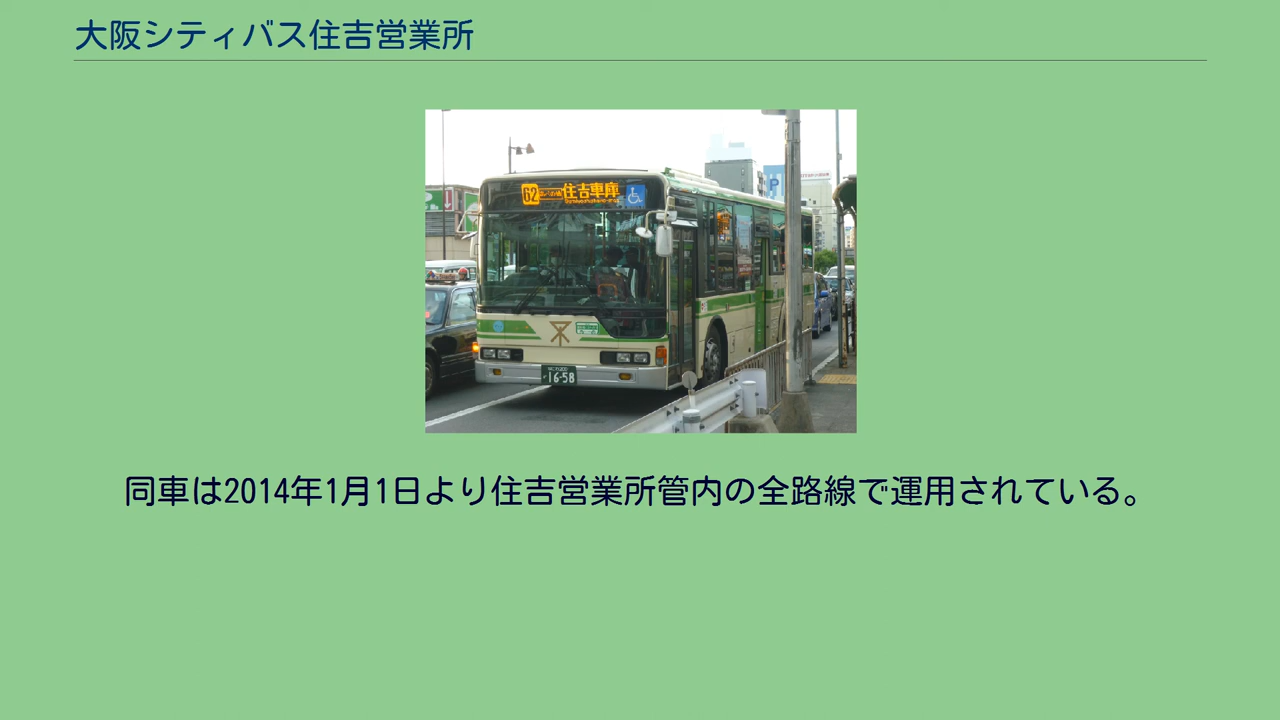 大阪シティバス住吉営業所
62
住吉車庫
P
16-58
同車は2014年1月1日より住吉営業所管内の全路線で運用されている。